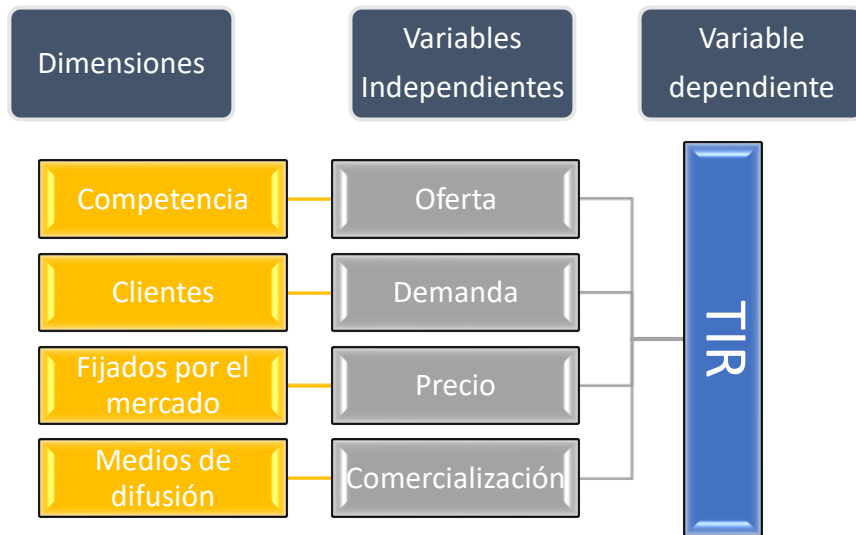 Dimensiones
Variables
Independientes
Variable
dependiente
Competencia
Oferta
Clientes
Demanda
Fijados por el
mercado
Precio
Medios de
difusión
Comercialización
TIR